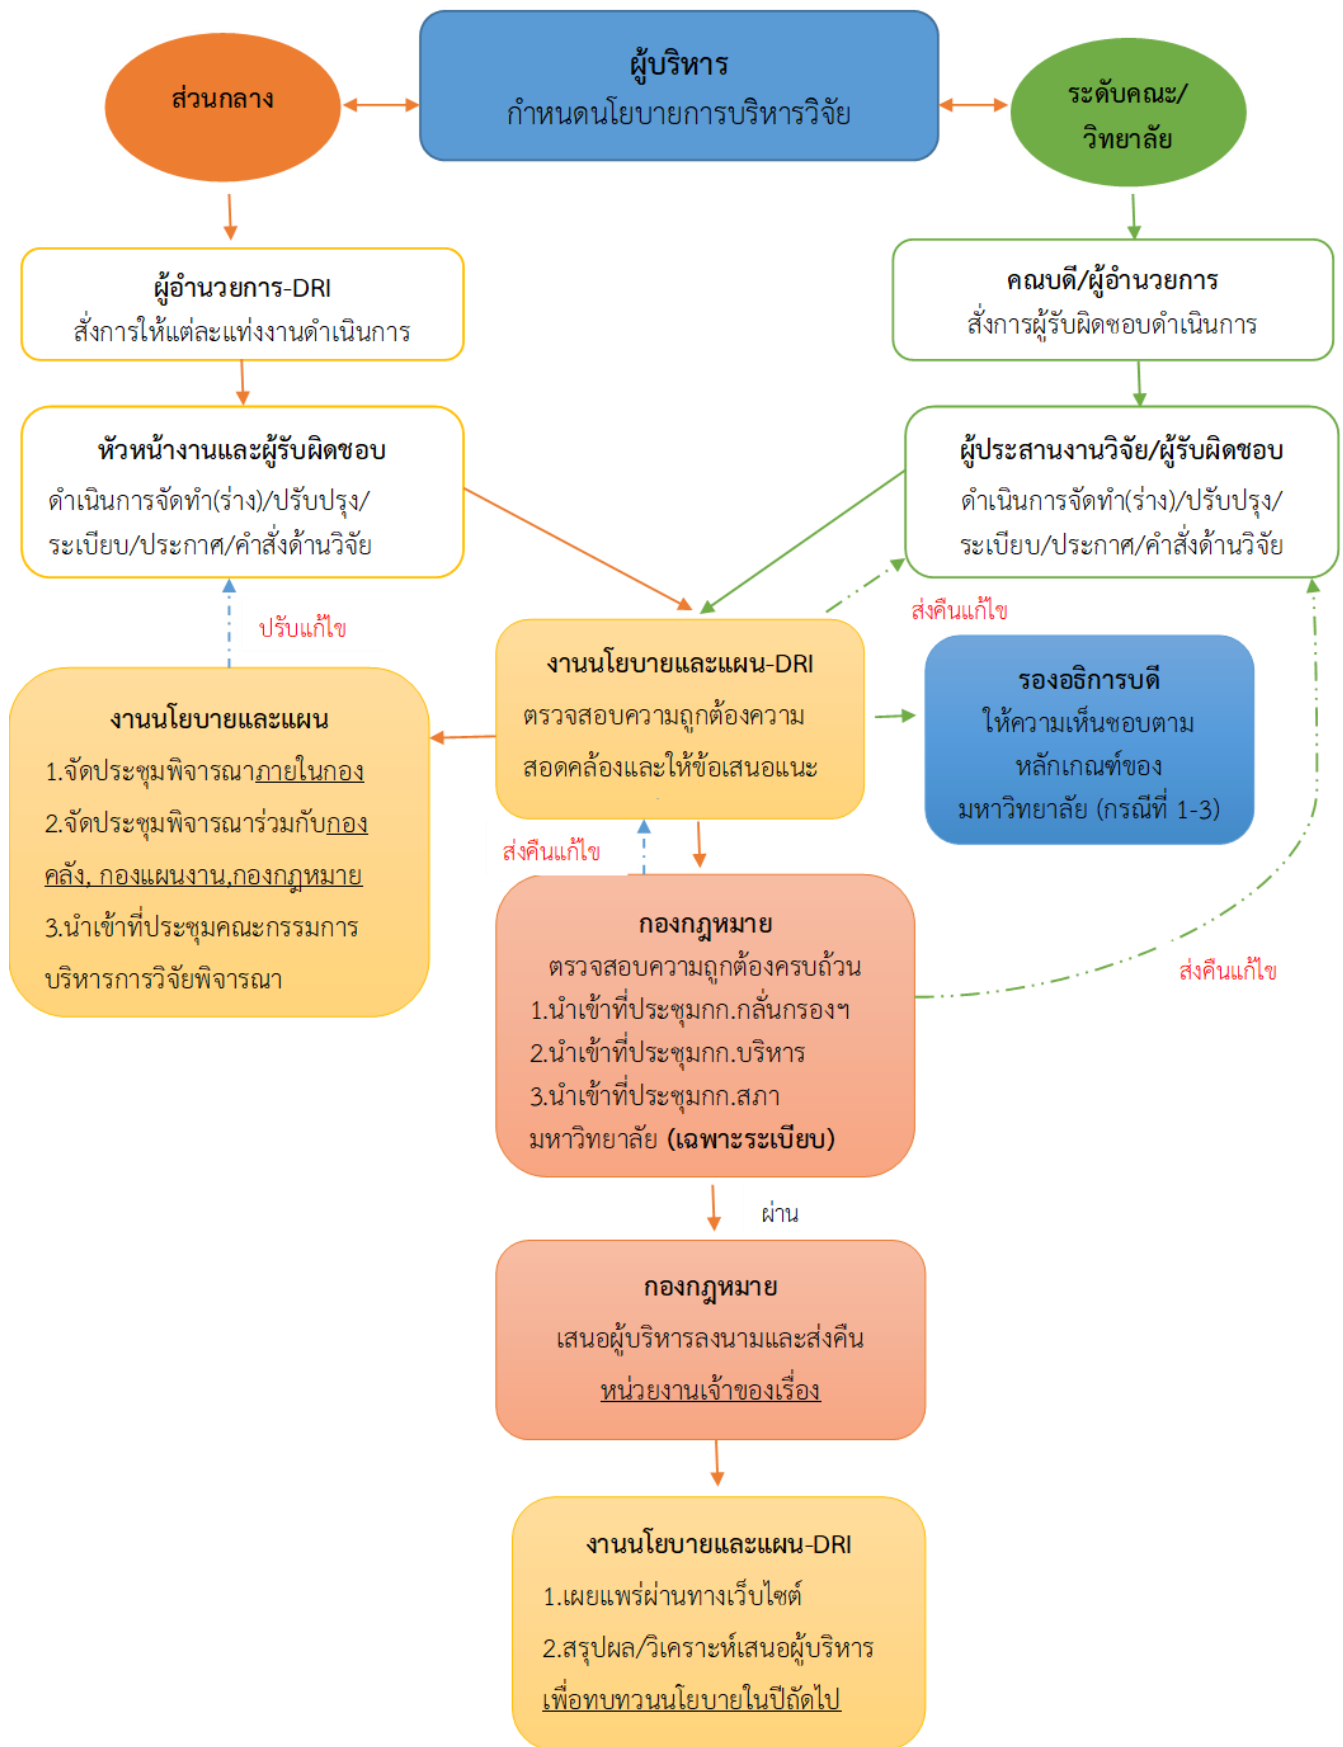 ผู้บริหาร
กำหนดนโยบายการบริหารวิจัย
ส่วนกลาง
ระดับคณะ/
วิทยาลัย
ผู้อำนวยการ-DRI
สั่งการให้แต่ละแท่งงานดำเนินการ
คณบดี/ผู้อำนวยการ
สั่งการผู้รับผิดชอบดำเนินการ
หัวหน้างานและผู้รับผิดชอบ
ดำเนินการจัดทำ(ร่าง)/ปรับปรุง/
ระเบียบ/ประกาศ/คำสั่งด้านวิจัย
ผู้ประสานงานวิจัย/ผู้รับผิดชอบ
ดำเนินการจัดทำ(ร่าง)/ปรับปรุง/
ระเบียบ/ประกาศ/คำสั่งด้านวิจัย
ปรับแก้ไข
ส่งคืนแก้ไข
งานนโยบายและแผน-DRI
ตรวจสอบความถูกต้องความ
สอดคล้องและให้ข้อเสนอแนะ
รองอธิการบดี
ให้ความเห็นชอบตาม
หลักเกณฑ์ของ
มหาวิทยาลัย (กรณีที่ 1-3)
งานนโยบายและแผน
1.จัดประชุมพิจารณาภายในกอง
2.จัดประชุมพิจารณาร่วมกับกอง
คลัง, กองแผนงาน,กองกฎหมาย
3.นำเข้าที่ประชุมคณะกรรมการ
บริหารการวิจัยพิจารณา
ส่งคืนแก้ไข
กองกฎหมาย
ตรวจสอบความถูกต้องครบถ้วน
1.นำเข้าที่ประชุมกก.กลั่นกรองฯ
2.นำเข้าที่ประชุมกก.บริหาร
3.นำเข้าที่ประชุมกก.สภา
มหาวิทยาลัย (เฉพาะระเบียบ)
ส่งคืนแก้ไข
ผ่าน
กองกฎหมาย
เสนอผู้บริหารลงนามและส่งคืน
หน่วยงานเจ้าของเรื่อง
งานนโยบายและแผน-DRI
1.เผยแพร่ผ่านทางเว็บไซต์
2.สรุปผล/วิเคราะห์เสนอผู้บริหาร
เพื่อทบทวนนโยบายในปีถัดไป